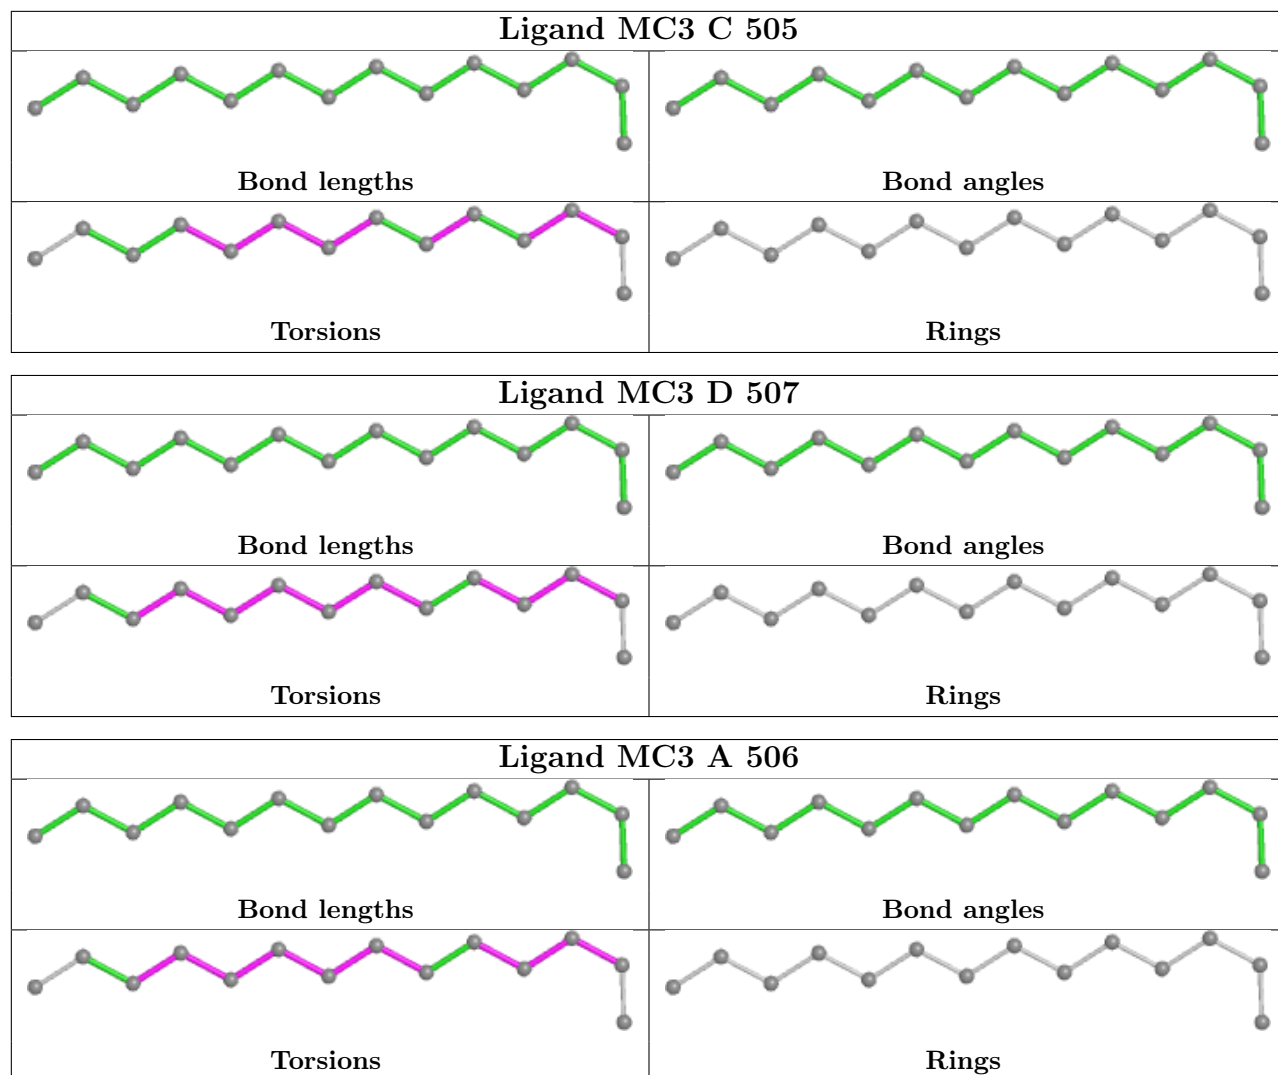 Ligand MC3 C 505
Bond lengths
Bond angles
Torsions
Rings
Ligand MC3 D 507
Bond lengths
Bond angles
Torsions
Rings
Ligand MC3 A 506
Bond lengths
Bond angles
Torsions
Rings